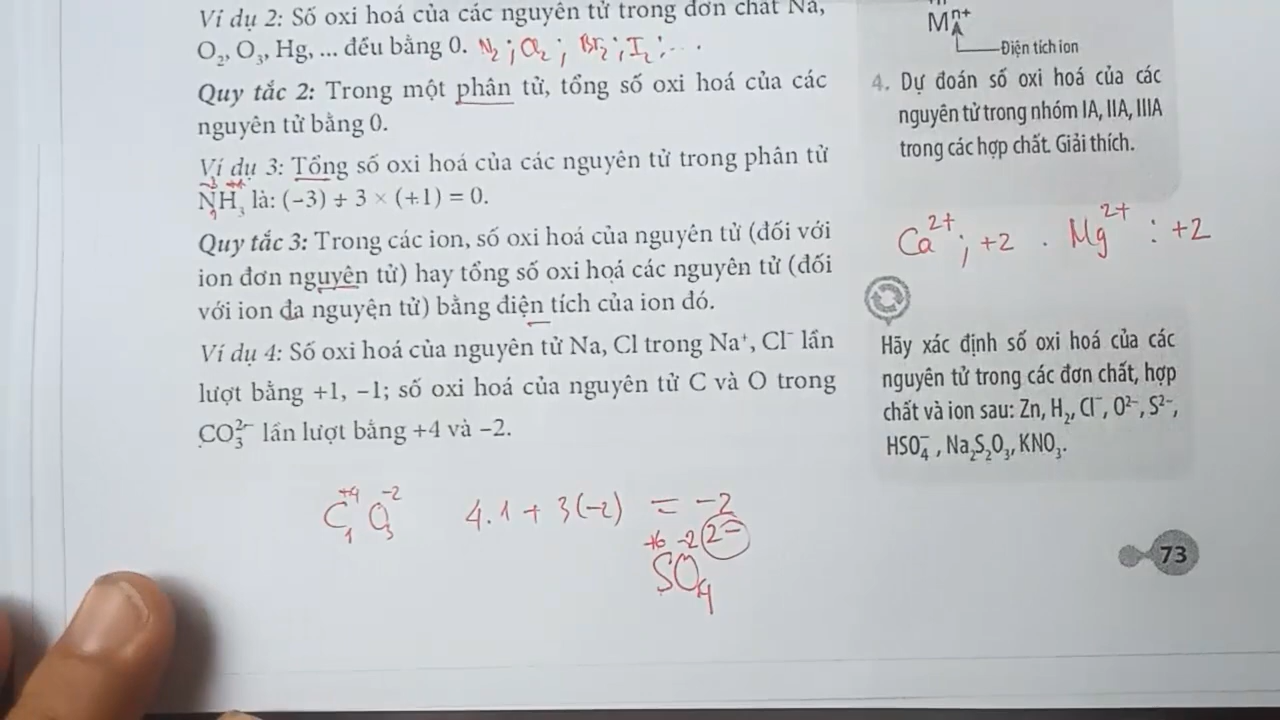 Ví dụ 2: Số oxi hoá của các nguyên tử trong đơn chất Na,
O₂, O₃, Hg, ... đều bằng 0. N₂; Cl₂; Br₂; I₂; ...
Quy tắc 2: Trong một phân tử, tổng số oxi hoá của các
nguyên tử bằng 0.
Ví dụ 3: Tổng số oxi hoá của các nguyên tử trong phân tử
-3 +1
NH₃ là: (−3) + 3 × (+1) = 0.
1
Quy tắc 3: Trong các ion, số oxi hoá của nguyên tử (đối với
ion đơn nguyên tử) hay tổng số oxi hoá các nguyên tử (đối
với ion đa nguyên tử) bằng điện tích của ion đó.
Ví dụ 4: Số oxi hoá của nguyên tử Na, Cl trong Na⁺, Cl⁻ lần
lượt bằng +1, −1; số oxi hoá của nguyên tử C và O trong
CO₃²⁻ lần lượt bằng +4 và −2.
+4 -2
C₁O₃ 4.1 + 3(-2) = -2
+6 -2 2-
SO₄
Mⁿ⁺
Điện tích ion
4. Dự đoán số oxi hoá của các
nguyên tử trong nhóm IA, IIA, IIIA
trong các hợp chất. Giải thích.
Ca²⁺; +2 . Mg²⁺ : +2
Hãy xác định số oxi hoá của các
nguyên tử trong các đơn chất, hợp
chất và ion sau: Zn, H₂, Cl⁻, O²⁻, S²⁻,
HSO₄⁻, Na₂S₂O₃, KNO₃.
73